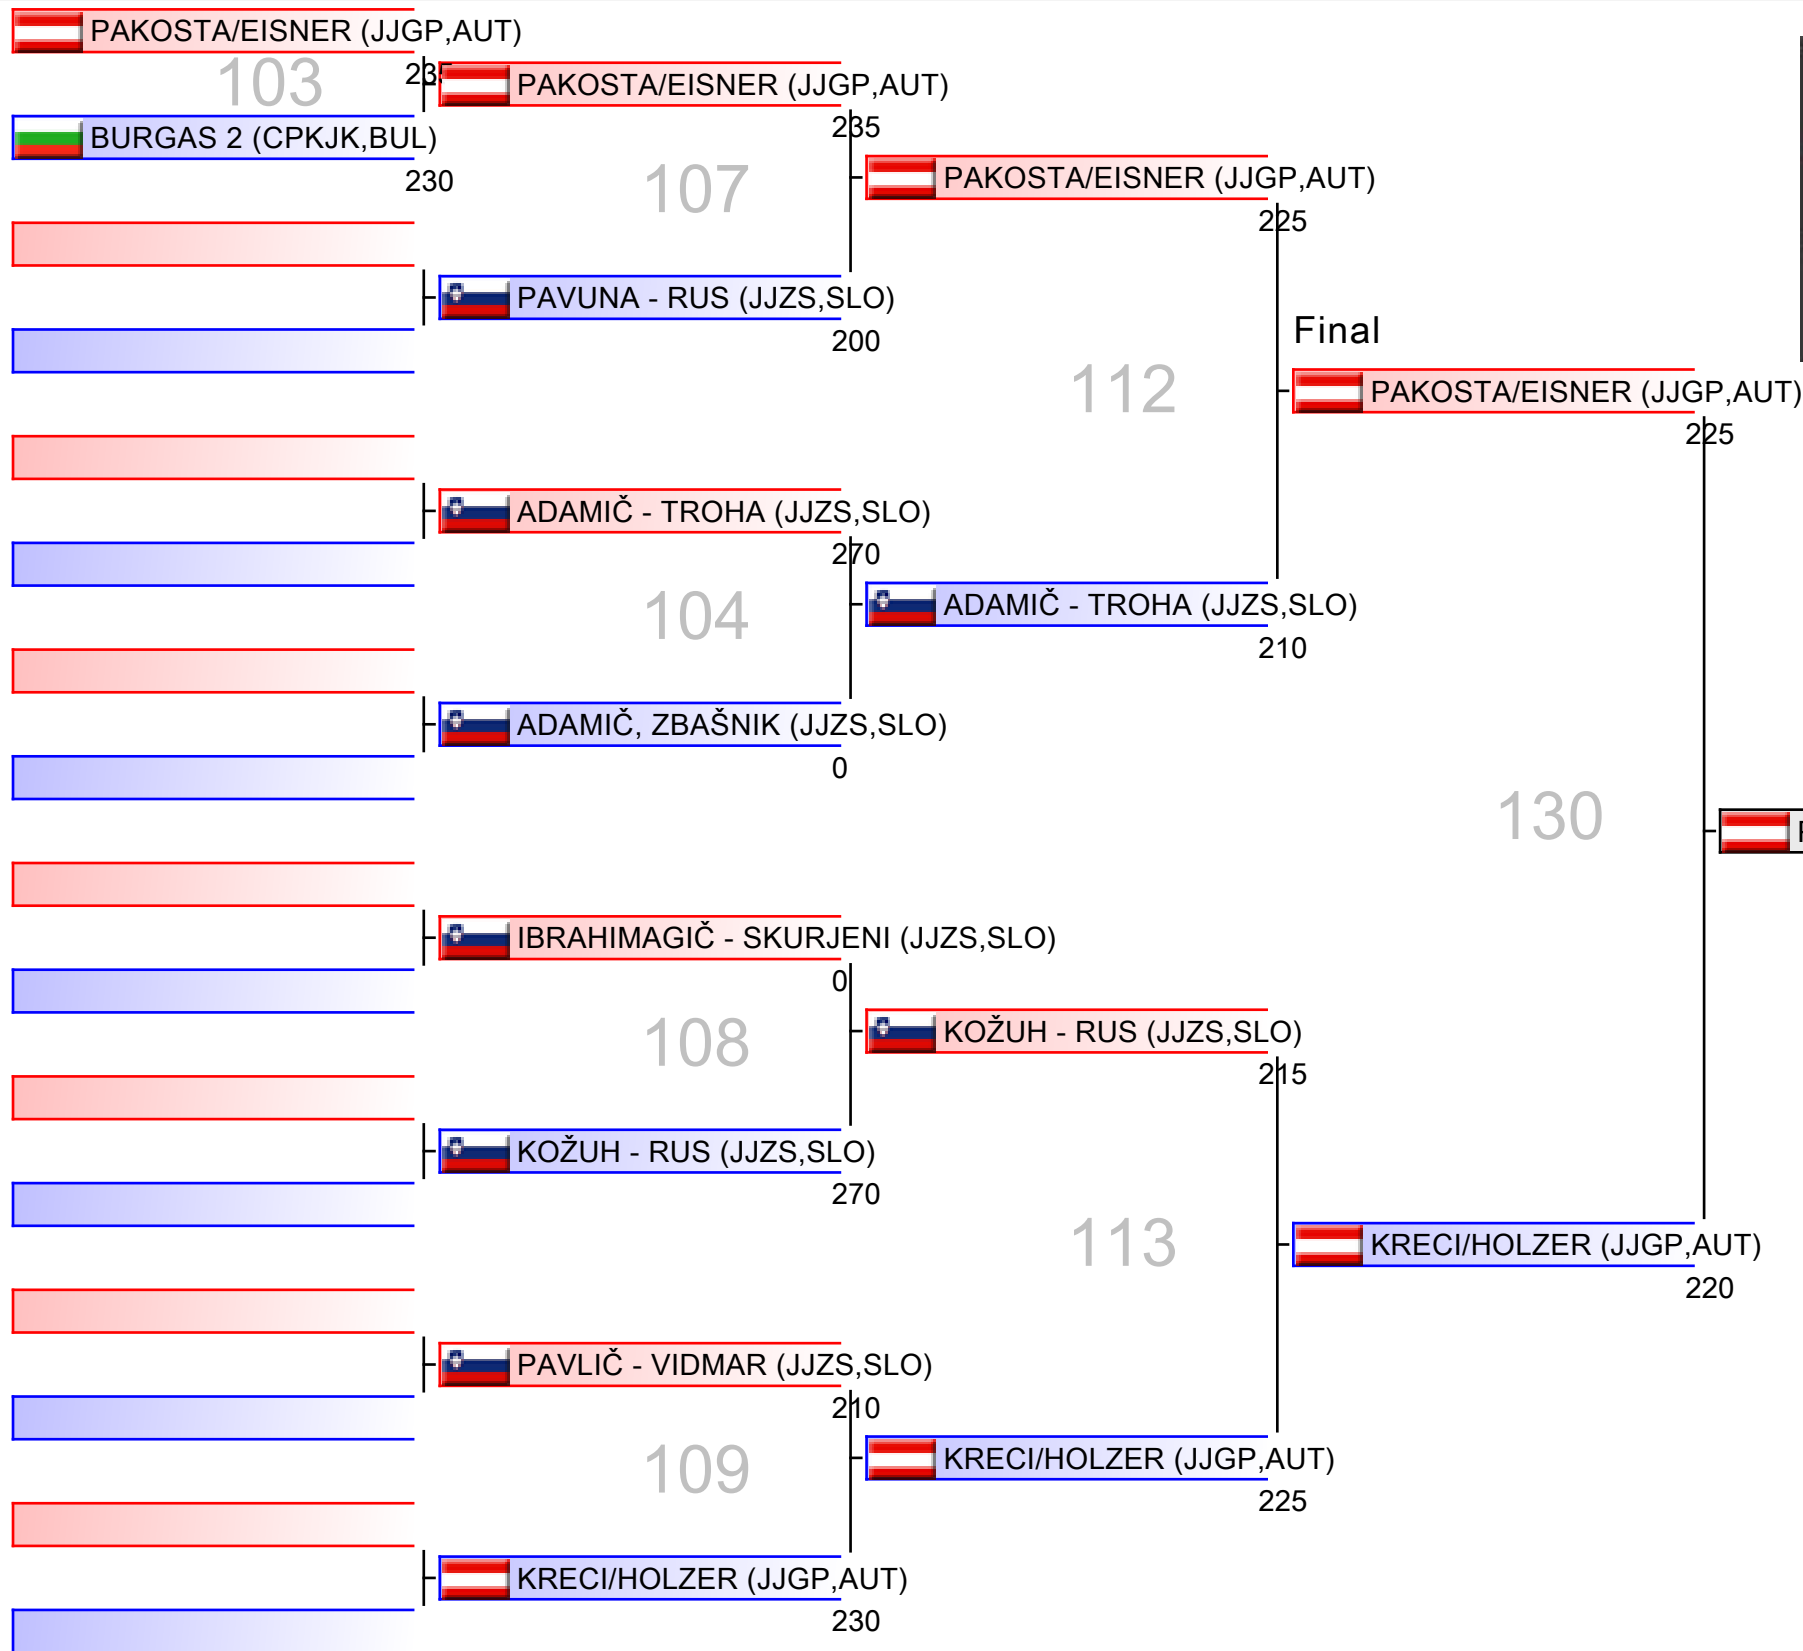 PAKOSTA/EISNER (JJGP,AUT)
103
PAKOSTA/EISNER (JJGP,AUT)
235
BURGAS 2 (CPKJK,BUL)
230
107
PAKOSTA/EISNER (JJGP,AUT)
225
PAVUNA - RUS (JJZS,SLO)
200
Final
112
PAKOSTA/EISNER (JJGP,AUT)
225
ADAMIČ - TROHA (JJZS,SLO)
270
104
ADAMIČ - TROHA (JJZS,SLO)
210
ADAMIČ, ZBAŠNIK (JJZS,SLO)
0
130
IBRAHIMAGIČ - SKURJENI (JJZS,SLO)
0
108
KOŽUH - RUS (JJZS,SLO)
215
KOŽUH - RUS (JJZS,SLO)
270
113
KRECI/HOLZER (JJGP,AUT)
220
PAVLIČ - VIDMAR (JJZS,SLO)
210
109
KRECI/HOLZER (JJGP,AUT)
225
KRECI/HOLZER (JJGP,AUT)
230